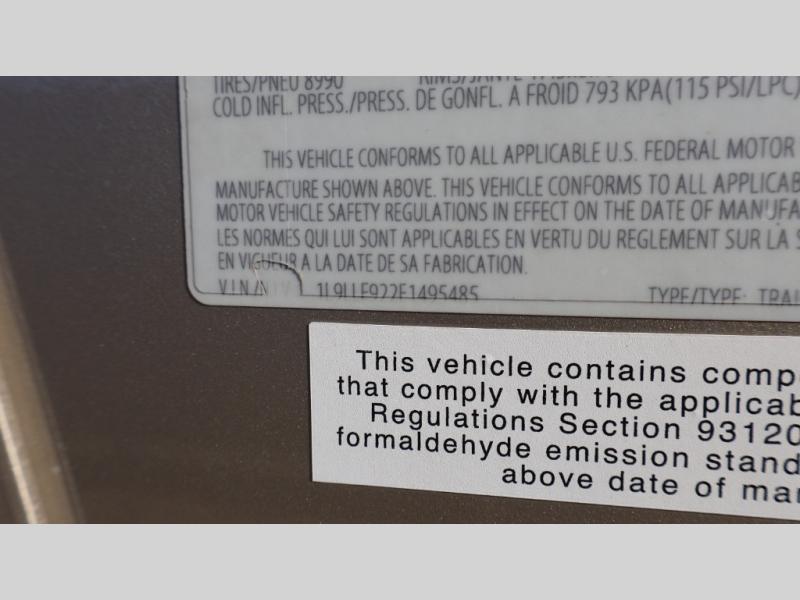 TIRES/PNEU 8990 RIMS/JANTE
COLD INFL. PRESS./PRESS. DE GONFL. A FROID 793 KPA(115 PSI/LPC)
THIS VEHICLE CONFORMS TO ALL APPLICABLE U.S. FEDERAL MOTOR
MANUFACTURE SHOWN ABOVE. THIS VEHICLE CONFORMS TO ALL APPLICAB
MOTOR VEHICLE SAFETY REGULATIONS IN EFFECT ON THE DATE OF MANUFA
LES NORMES QUI LUI SONT APPLICABLES EN VERTU DU REGLEMENT SUR LA S
EN VIGUEUR A LA DATE DE SA FABRICATION.
TYPE/TYPE: TRAI
This vehicle contains comp
that comply with the applicab
Regulations Section 93120
formaldehyde emission stand
above date of man